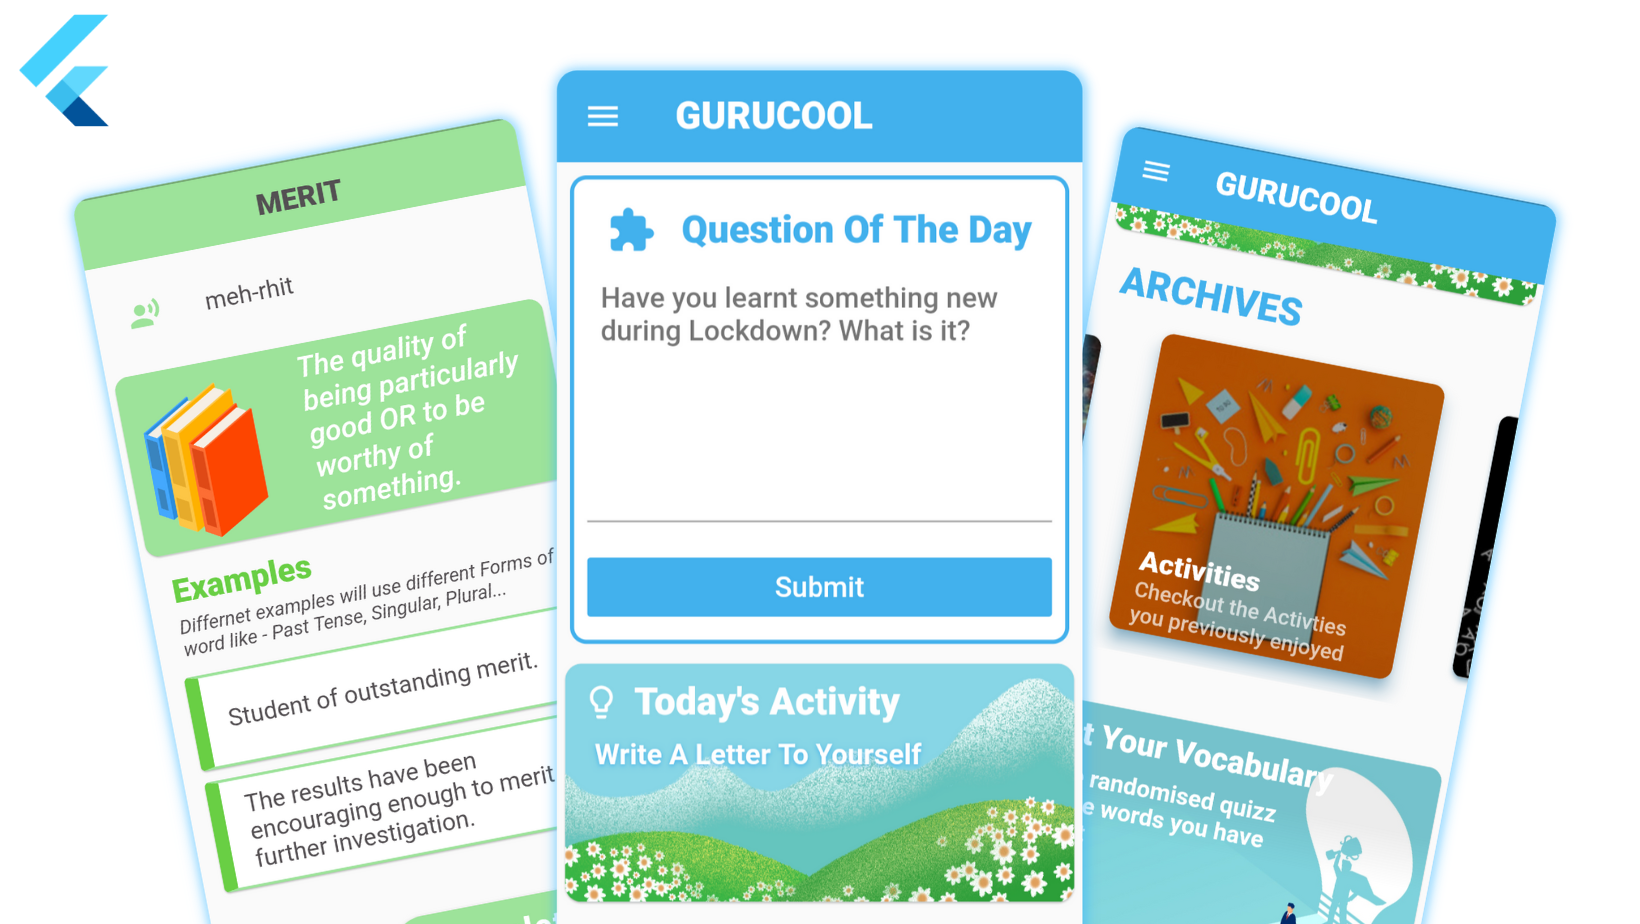 MERIT
meh-rhit
The quality of
being particularly
good OR to be
worthy of
something.
Examples
Differnet examples will use different Forms of
word like - Past Tense, Singular, Plural...
Student of outstanding merit.
The results have been
encouraging enough to merit
further investigation.
GURUCOOL
Question Of The Day
Have you learnt something new
during Lockdown? What is it?
Submit
Today's Activity
Write A Letter To Yourself
GURUCOOL
ARCHIVES
Activities
Checkout the Activties
you previously enjoyed
Your Vocabulary
randomised quizz
words you have